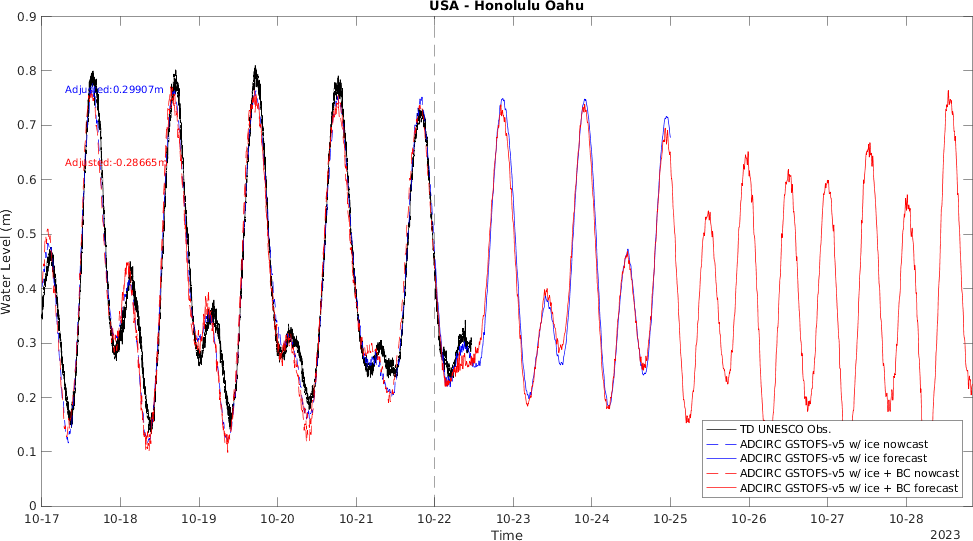 USA - Honolulu Oahu
0.9
0.8
0.7
0.6
0.5
0.4
0.3
0.2
0.1
0
Water Level (m)
Adjusted:0.29907m
Adjusted:-0.28665m
TD UNESCO Obs.
ADCIRC GSTOFS-v5 w/ ice nowcast
ADCIRC GSTOFS-v5 w/ ice forecast
ADCIRC GSTOFS-v5 w/ ice + BC nowcast
ADCIRC GSTOFS-v5 w/ ice + BC forecast
10-17 10-18 10-19 10-20 10-21 10-22 10-23 10-24 10-25 10-26 10-27 10-28
Time
2023